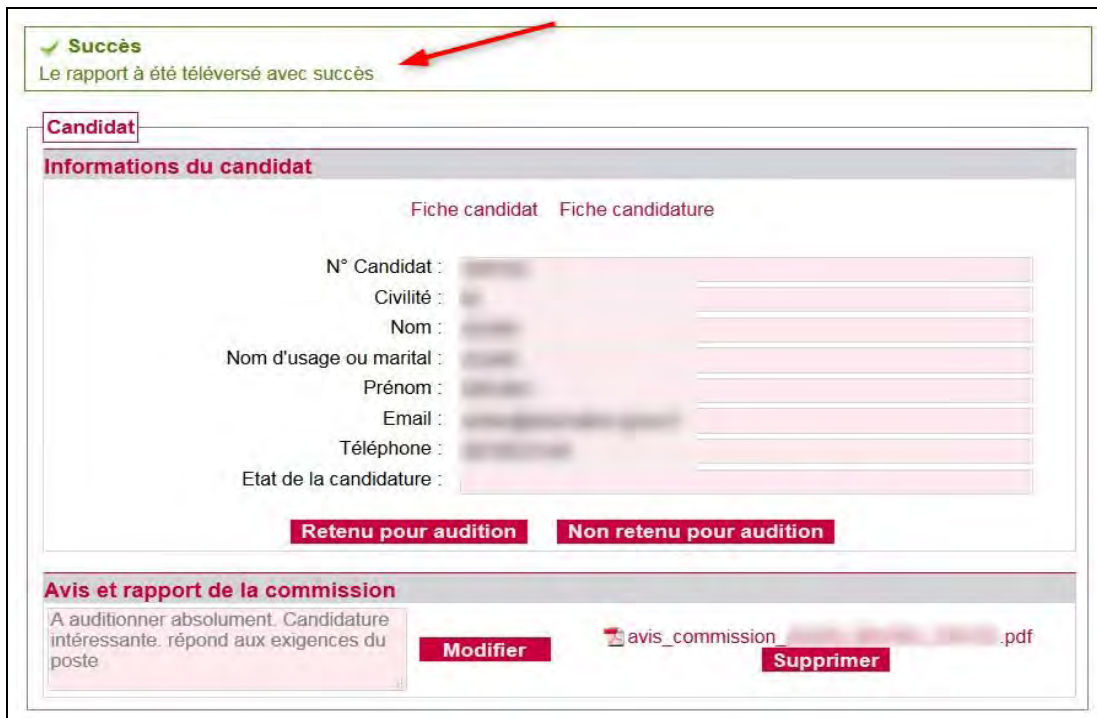 Succès
Le rapport à été téléversé avec succès
Candidat
Informations du candidat
Fiche candidat Fiche candidature
N° Candidat :
Civilité :
Nom :
Nom d'usage ou marital :
Prénom :
Email :
Téléphone :
Etat de la candidature :
Retenu pour audition Non retenu pour audition
Avis et rapport de la commission
A auditionner absolument. Candidature
intéressante. répond aux exigences du
poste
Modifier
avis_commission_ .pdf
Supprimer